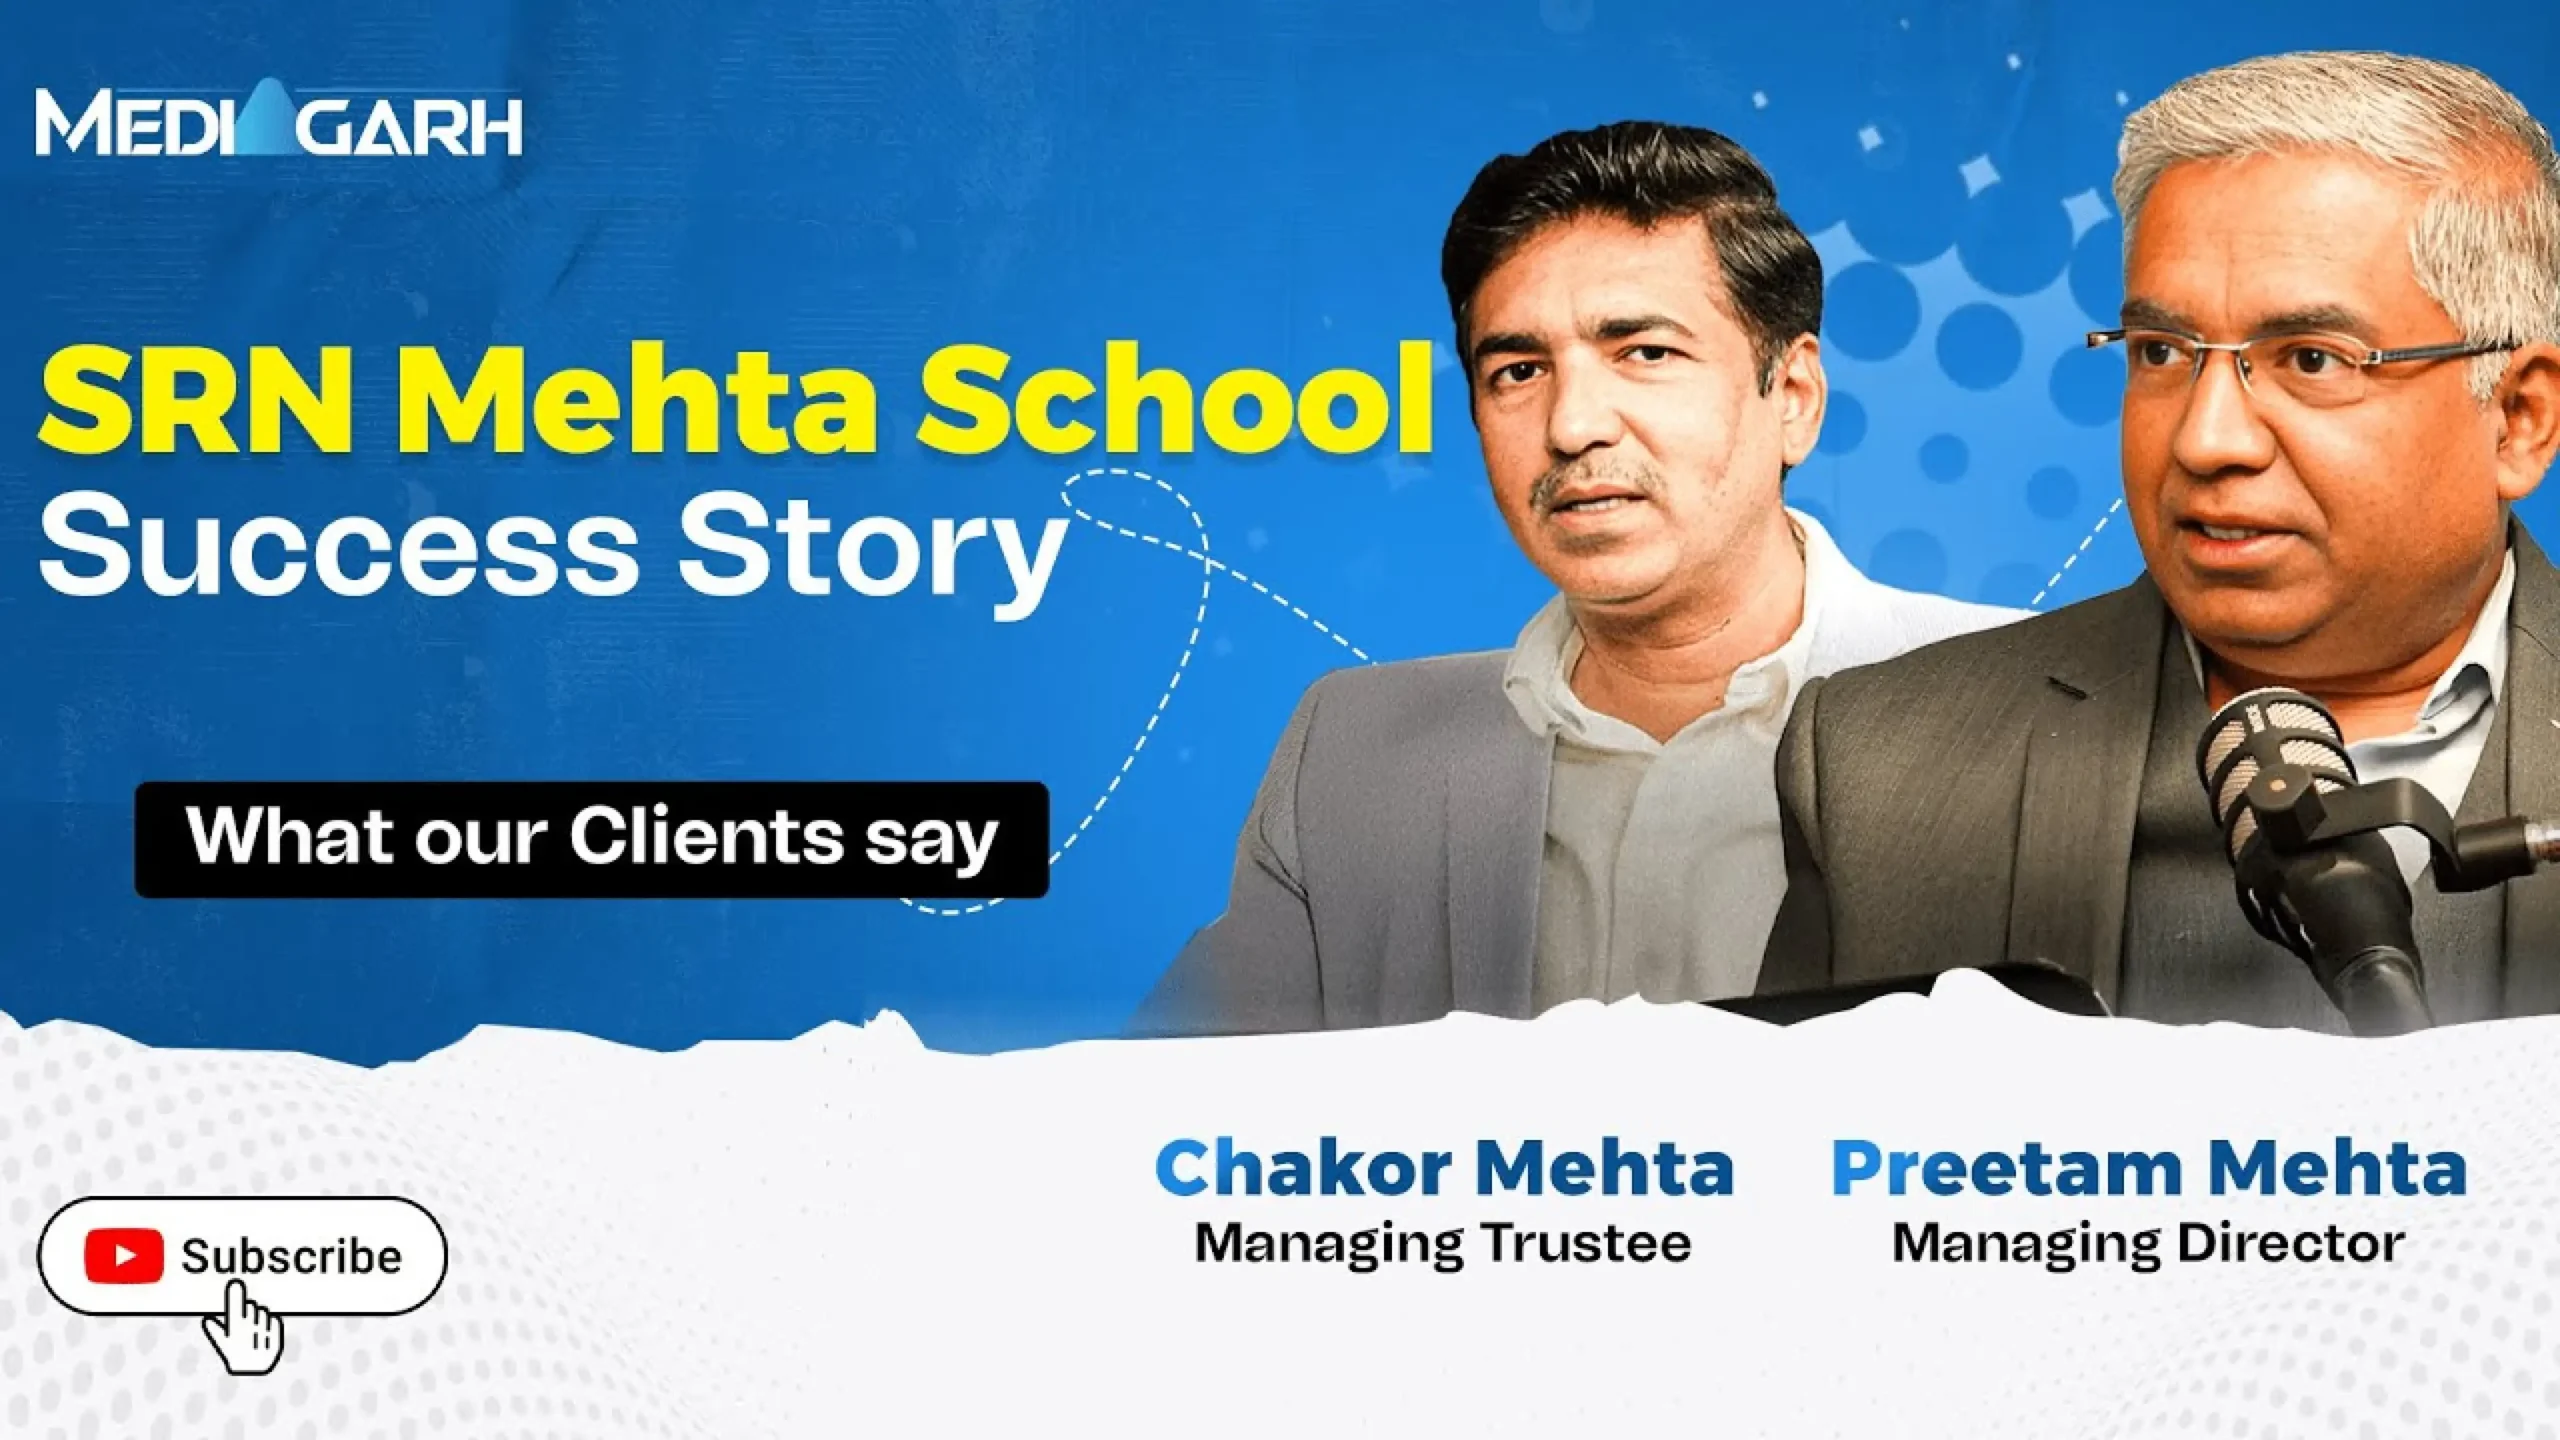 MEDIAGARH
SRN Mehta School
Success Story
What our Clients say
Chakor Mehta
Managing Trustee
Preetam Mehta
Managing Director
Subscribe